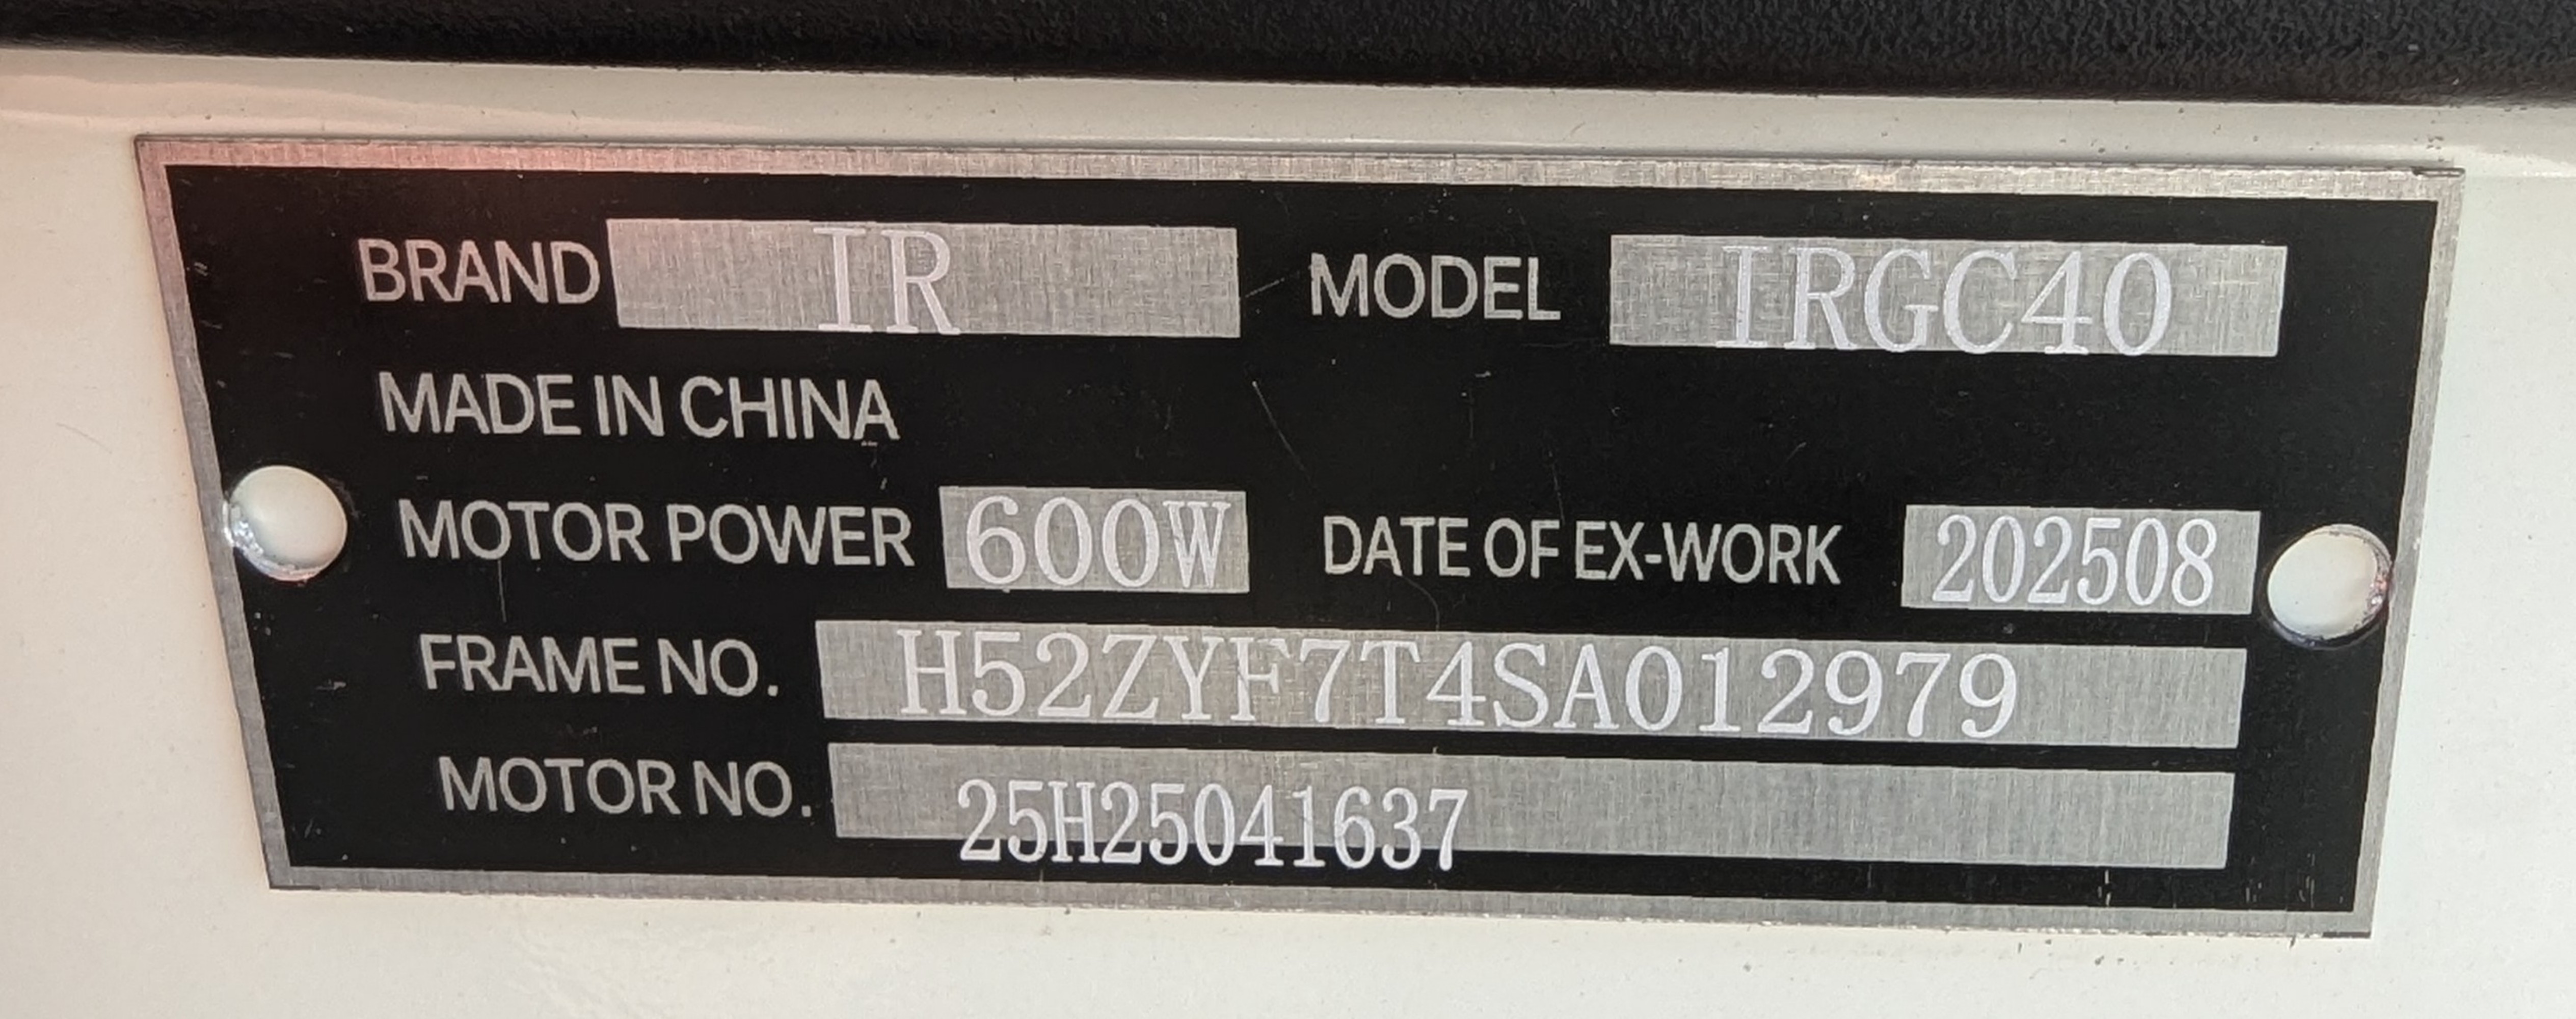 BRAND IR MODEL IRGC40
MADE IN CHINA
MOTOR POWER 600W DATE OF EX-WORK 202508
FRAME NO. H52ZYF7T4SA012979
MOTOR NO. 25H25041637